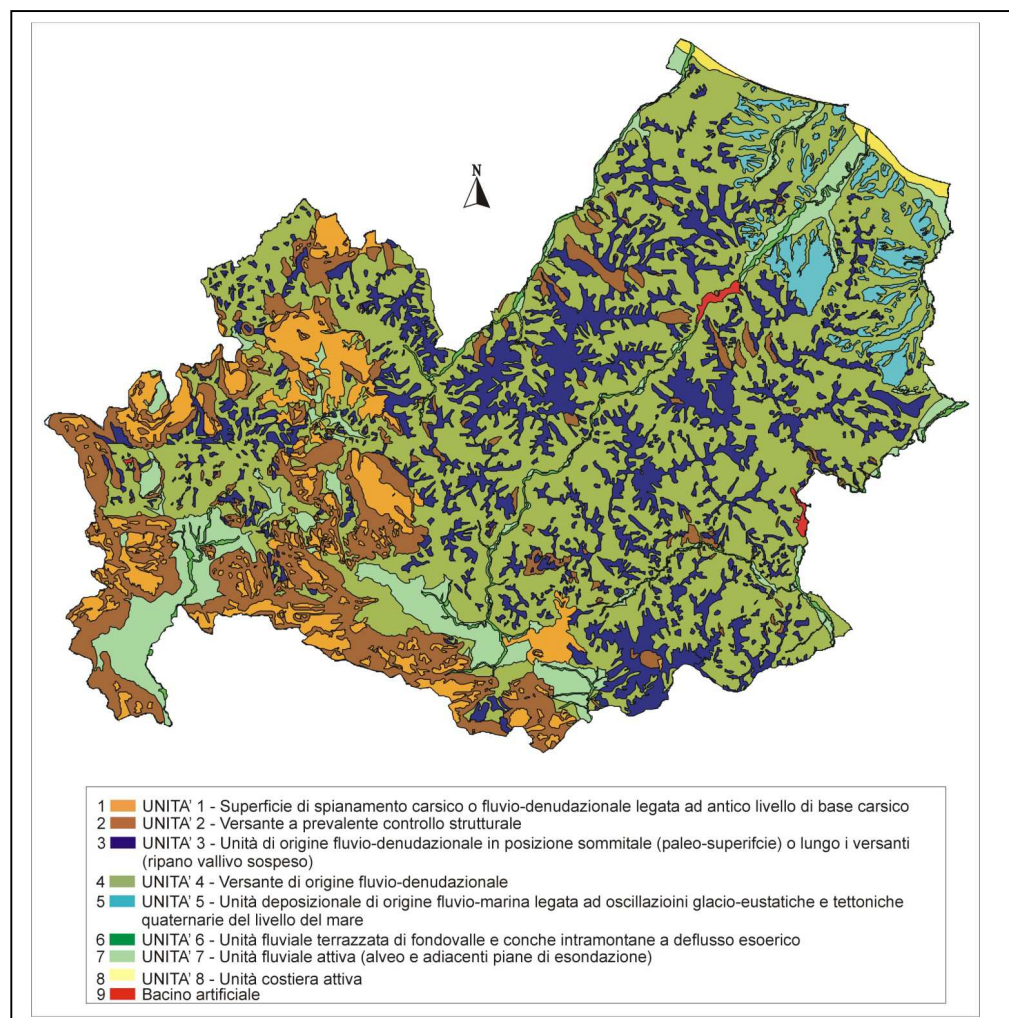 N
1 UNITA' 1 - Superficie di spianamento carsico o fluvio-denudazionale legata ad antico livello di base carsico
2 UNITA' 2 - Versante a prevalente controllo strutturale
3 UNITA' 3 - Unità di origine fluvio-denudazionale in posizione sommitale (paleo-superifcie) o lungo i versanti
(ripano vallivo sospeso)
4 UNITA' 4 - Versante di origine fluvio-denudazionale
5 UNITA' 5 - Unità deposizionale di origine fluvio-marina legata ad oscillazioini glacio-eustatiche e tettoniche
quaternarie del livello del mare
6 UNITA' 6 - Unità fluviale terrazzata di fondovalle e conche intramontane a deflusso esoerico
7 UNITA' 7 - Unità fluviale attiva (alveo e adiacenti piane di esondazione)
8 UNITA' 8 - Unità costiera attiva
9 Bacino artificiale